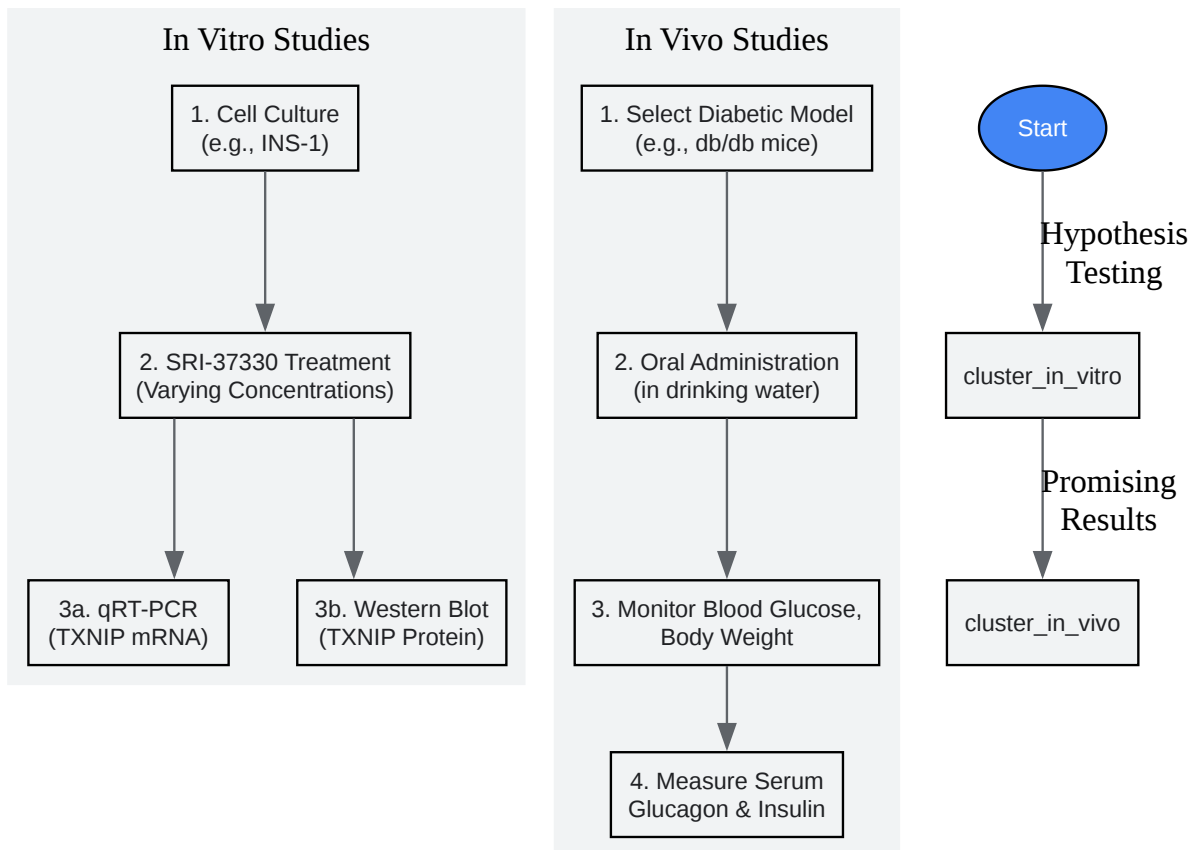 In Vitro Studies
1. Cell Culture
(e.g., INS-1)
2. SRI-37330 Treatment
(Varying Concentrations)
3a. qRT-PCR
(TXNIP mRNA)
3b. Western Blot
(TXNIP Protein)
In Vivo Studies
1. Select Diabetic Model
(e.g., db/db mice)
2. Oral Administration
(in drinking water)
3. Monitor Blood Glucose,
Body Weight
4. Measure Serum
Glucagon & Insulin
Start
Hypothesis
Testing
cluster_in_vitro
Promising
Results
cluster_in_vivo